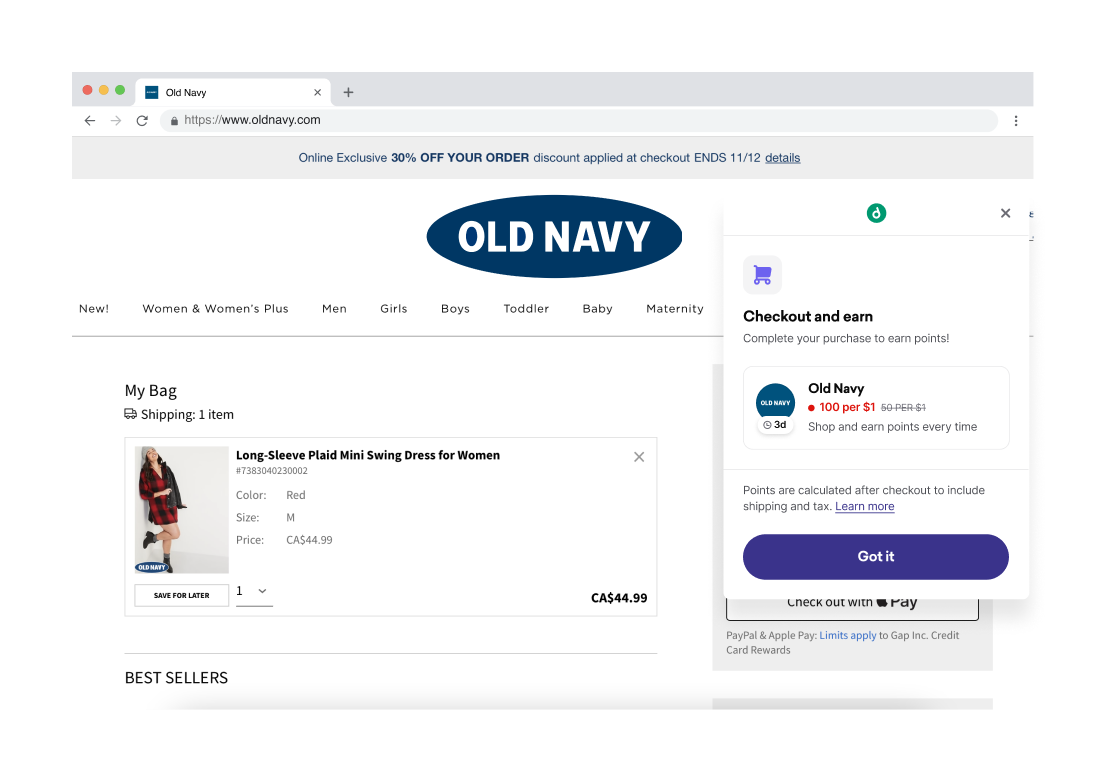 Old Navy
https://www.oldnavy.com
Online Exclusive 30% OFF YOUR ORDER discount applied at checkout ENDS 11/12 details
OLD NAVY
New! Women & Women's Plus Men Girls Boys Toddler Baby Maternity
My Bag
Shipping: 1 item
Long-Sleeve Plaid Mini Swing Dress for Women
#7383040230002
Color: Red
Size: M
Price: CA$44.99
OLD NAVY
SAVE FOR LATER
1
CA$44.99
BEST SELLERS
Checkout and earn
Complete your purchase to earn points!
OLD NAVY
3d
Old Navy
100 per $1 50 PER $1
Shop and earn points every time
Points are calculated after checkout to include
shipping and tax. Learn more
Got it
Check out with Pay
PayPal & Apple Pay: Limits apply to Gap Inc. Credit
Card Rewards